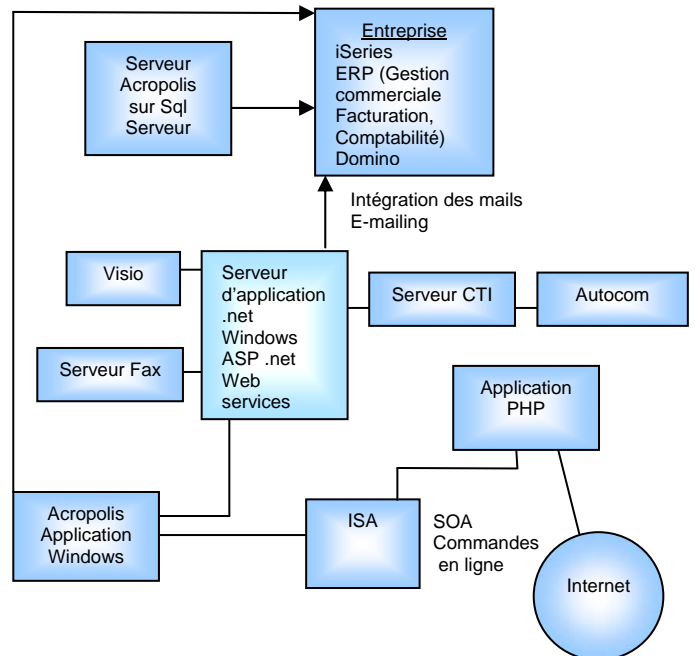 Entreprise
iSeries
ERP (Gestion
commerciale
Facturation,
Comptabilité)
Domino
Serveur
Acropolis
sur Sql
Serveur
Intégration des mails
E-mailing
Visio
Serveur
d’application
.net
Windows
ASP .net
Web
services
Serveur CTI
Autocom
Serveur Fax
Application
PHP
Acropolis
Application
Windows
ISA
SOA
Commandes
en ligne
Internet